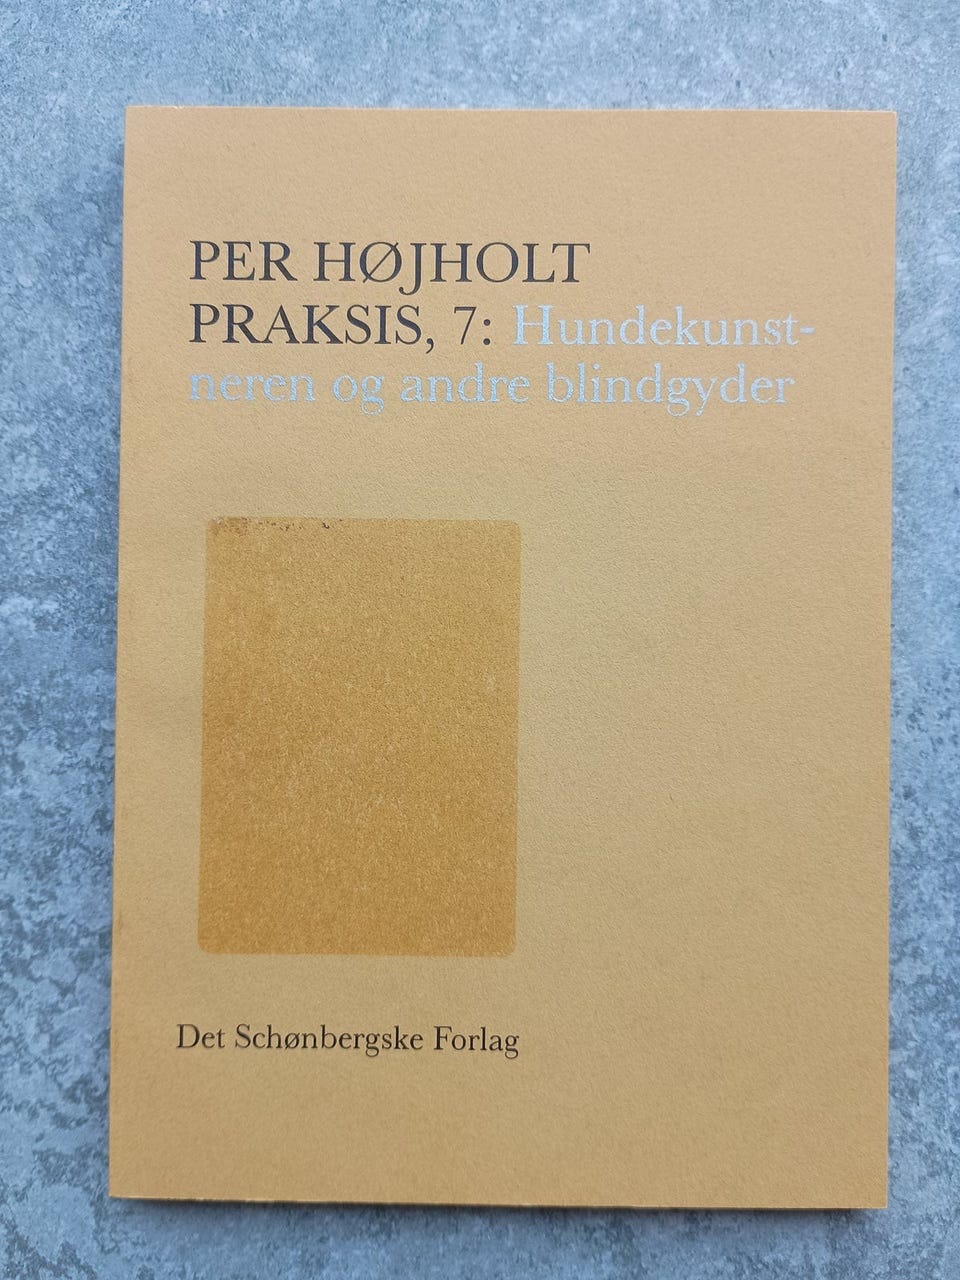 PER HØJHOLT
PRAKSIS, 7: Hundekunst-
neren og andre blindgyder
Det Schønbergske Forlag